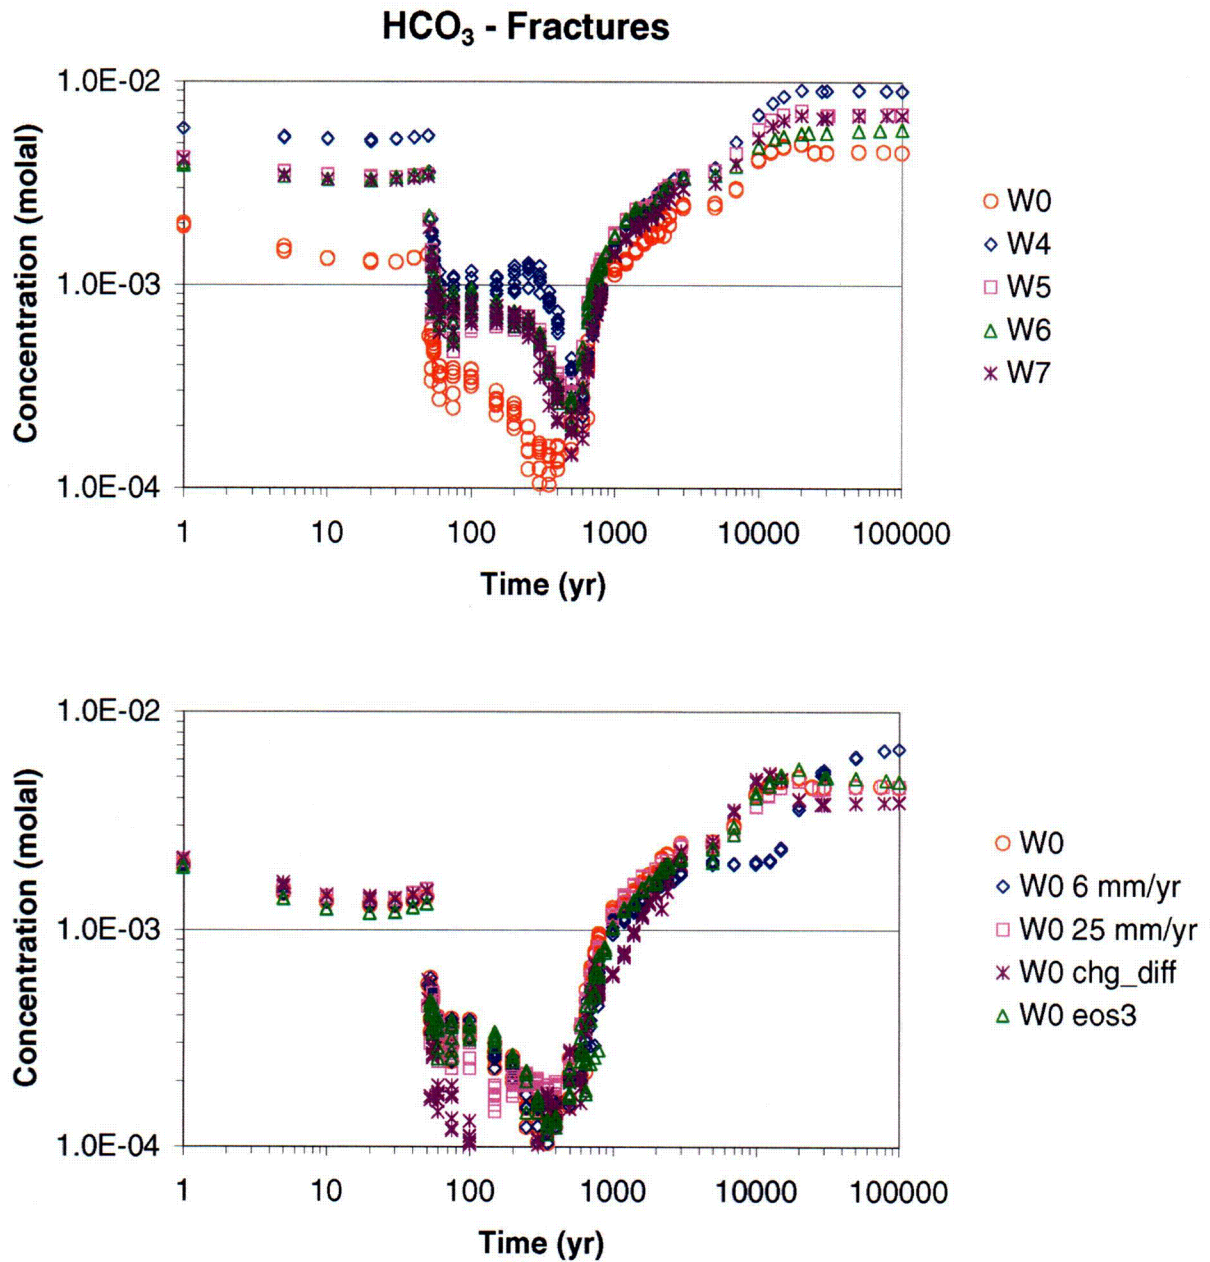 HCO₃ - Fractures
1.0E-02
1.0E-03
1.0E-04
Concentration (molal)
1 10 100 1000 10000 100000
Time (yr)
W0
W4
W5
W6
W7
1.0E-02
1.0E-03
1.0E-04
Concentration (molal)
1 10 100 1000 10000 100000
Time (yr)
W0
W0 6 mm/yr
W0 25 mm/yr
W0 chg_diff
W0 eos3